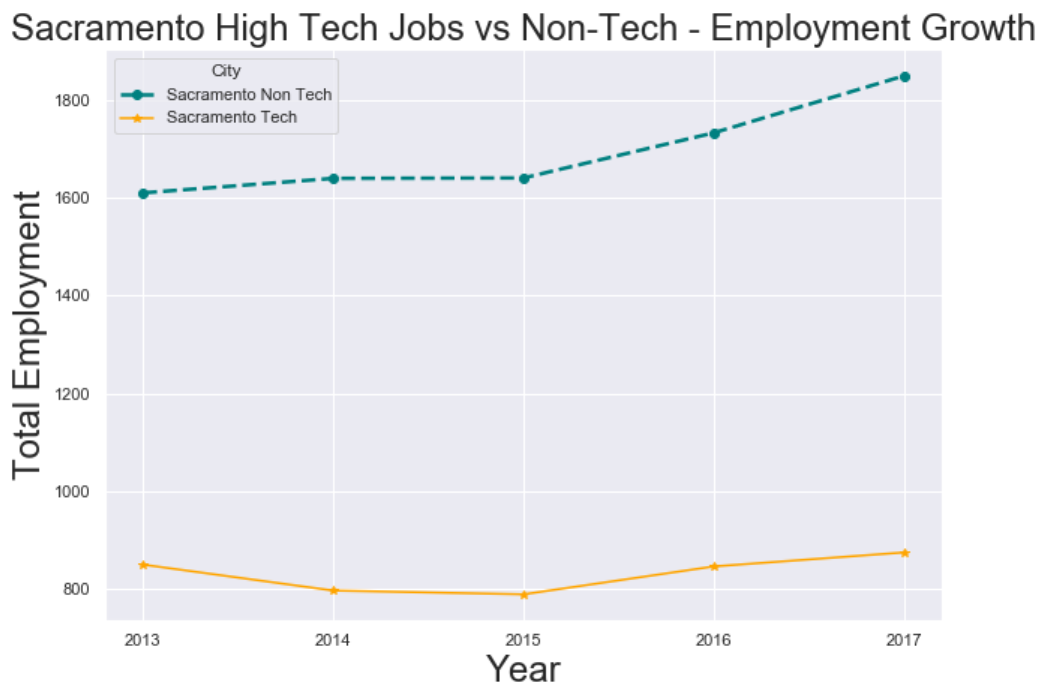 Sacramento High Tech Jobs vs Non-Tech - Employment Growth
City
Sacramento Non Tech
Sacramento Tech
Total Employment
1800
1600
1400
1200
1000
800
2013 2014 2015 2016 2017
Year